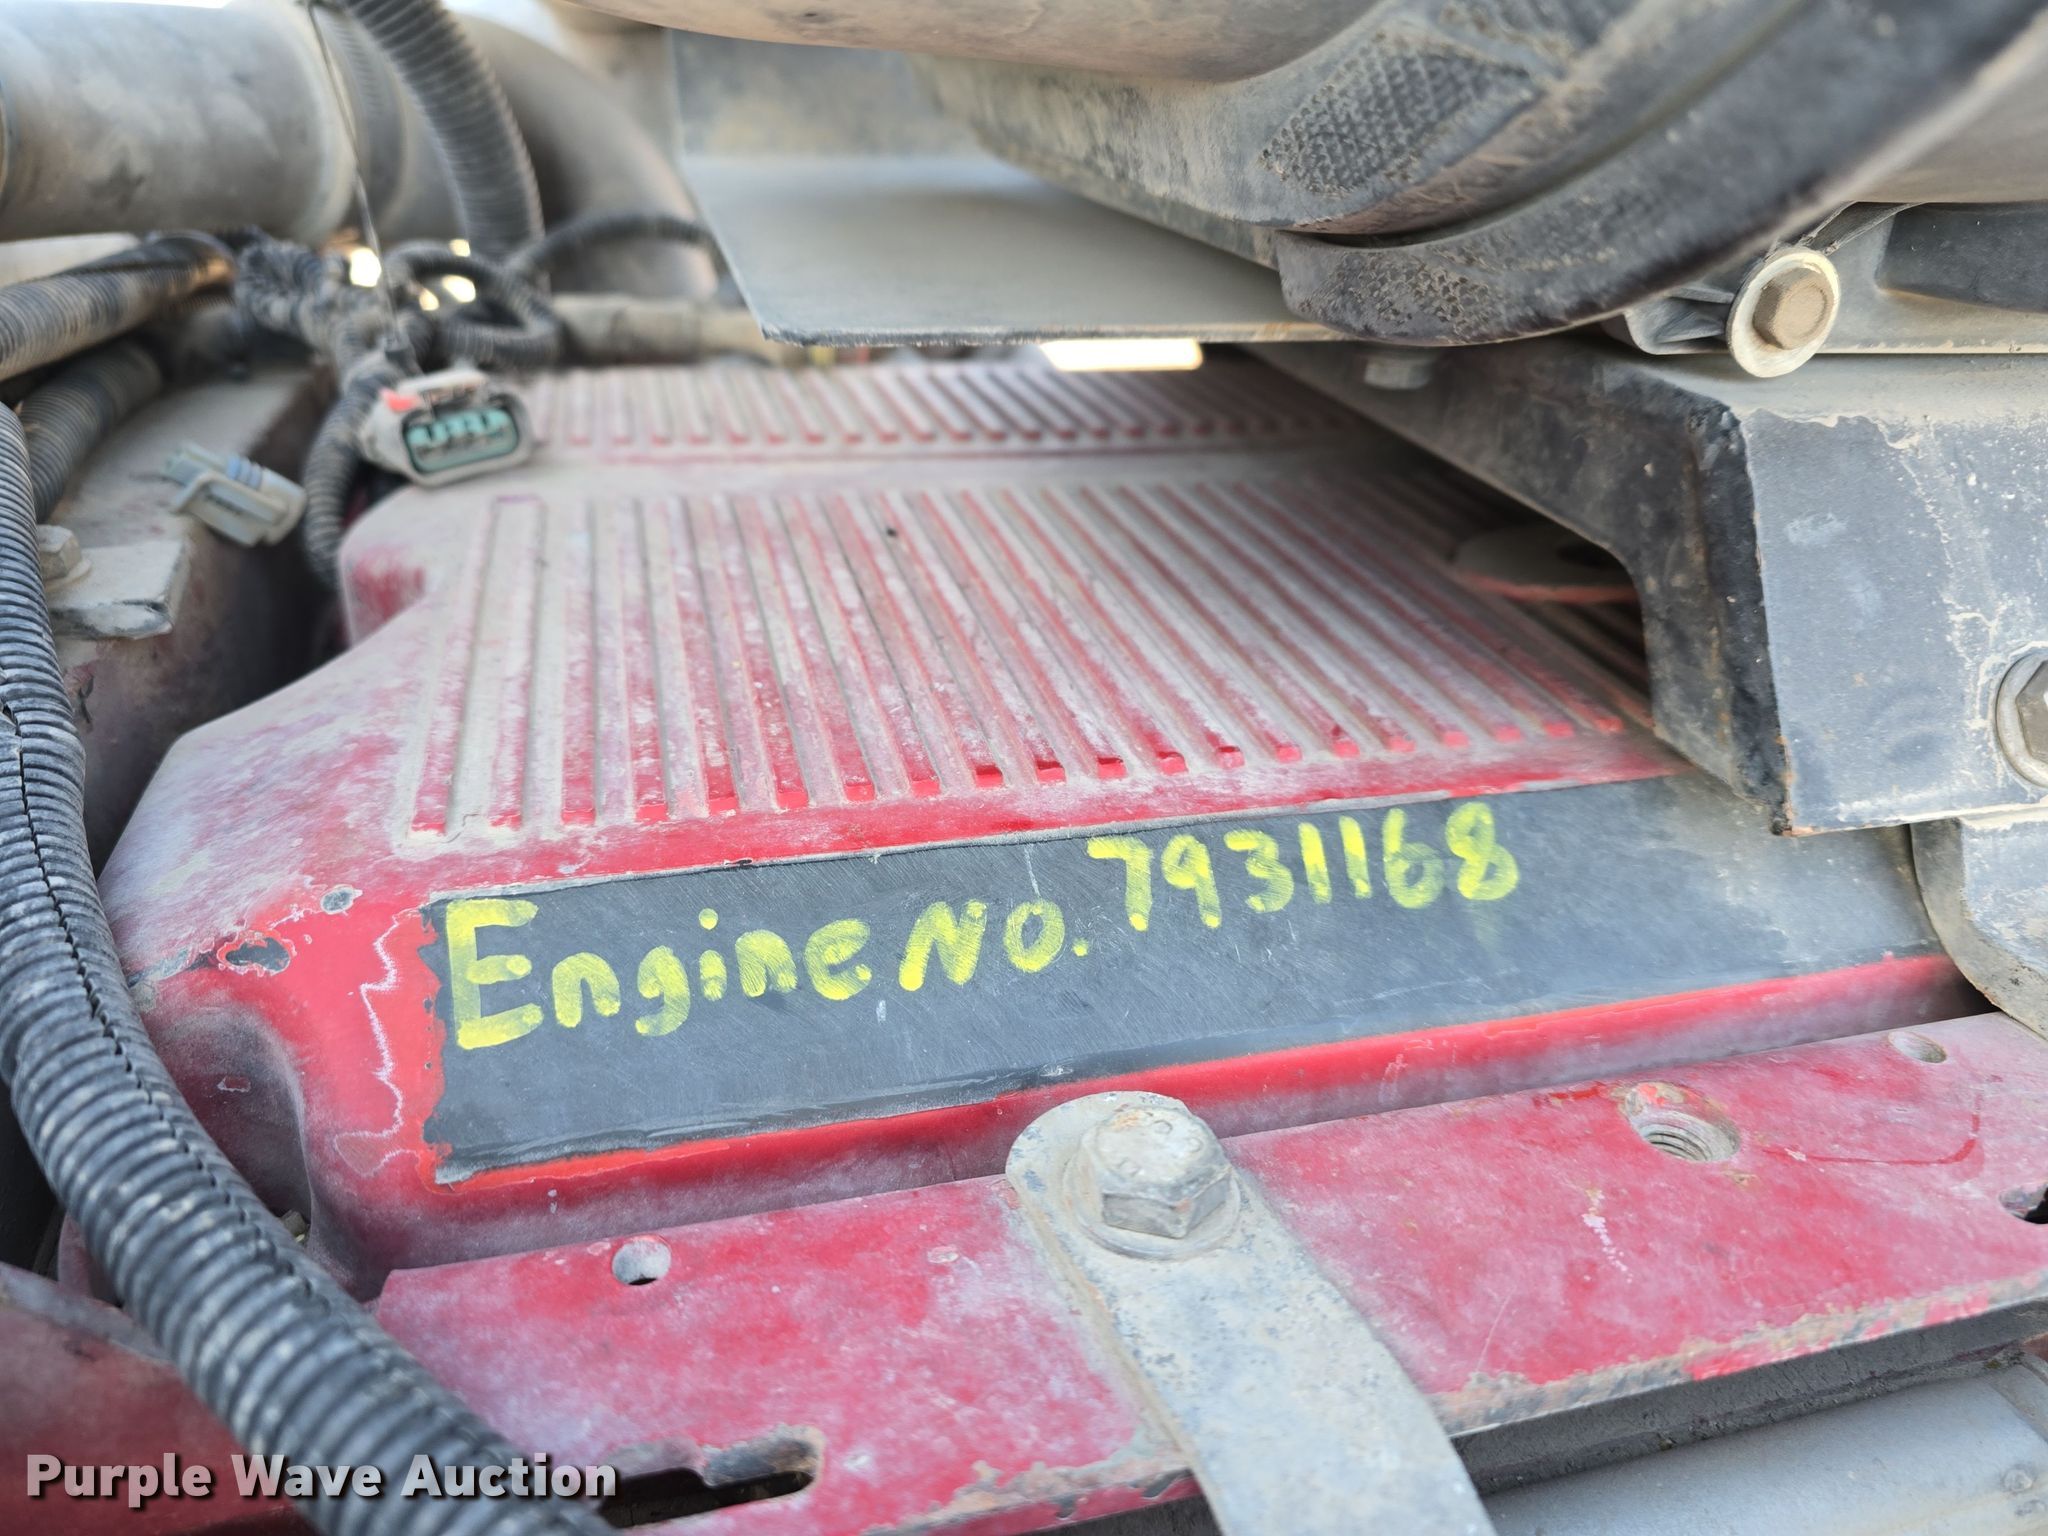 Engine No. 7931168
Purple Wave Auction